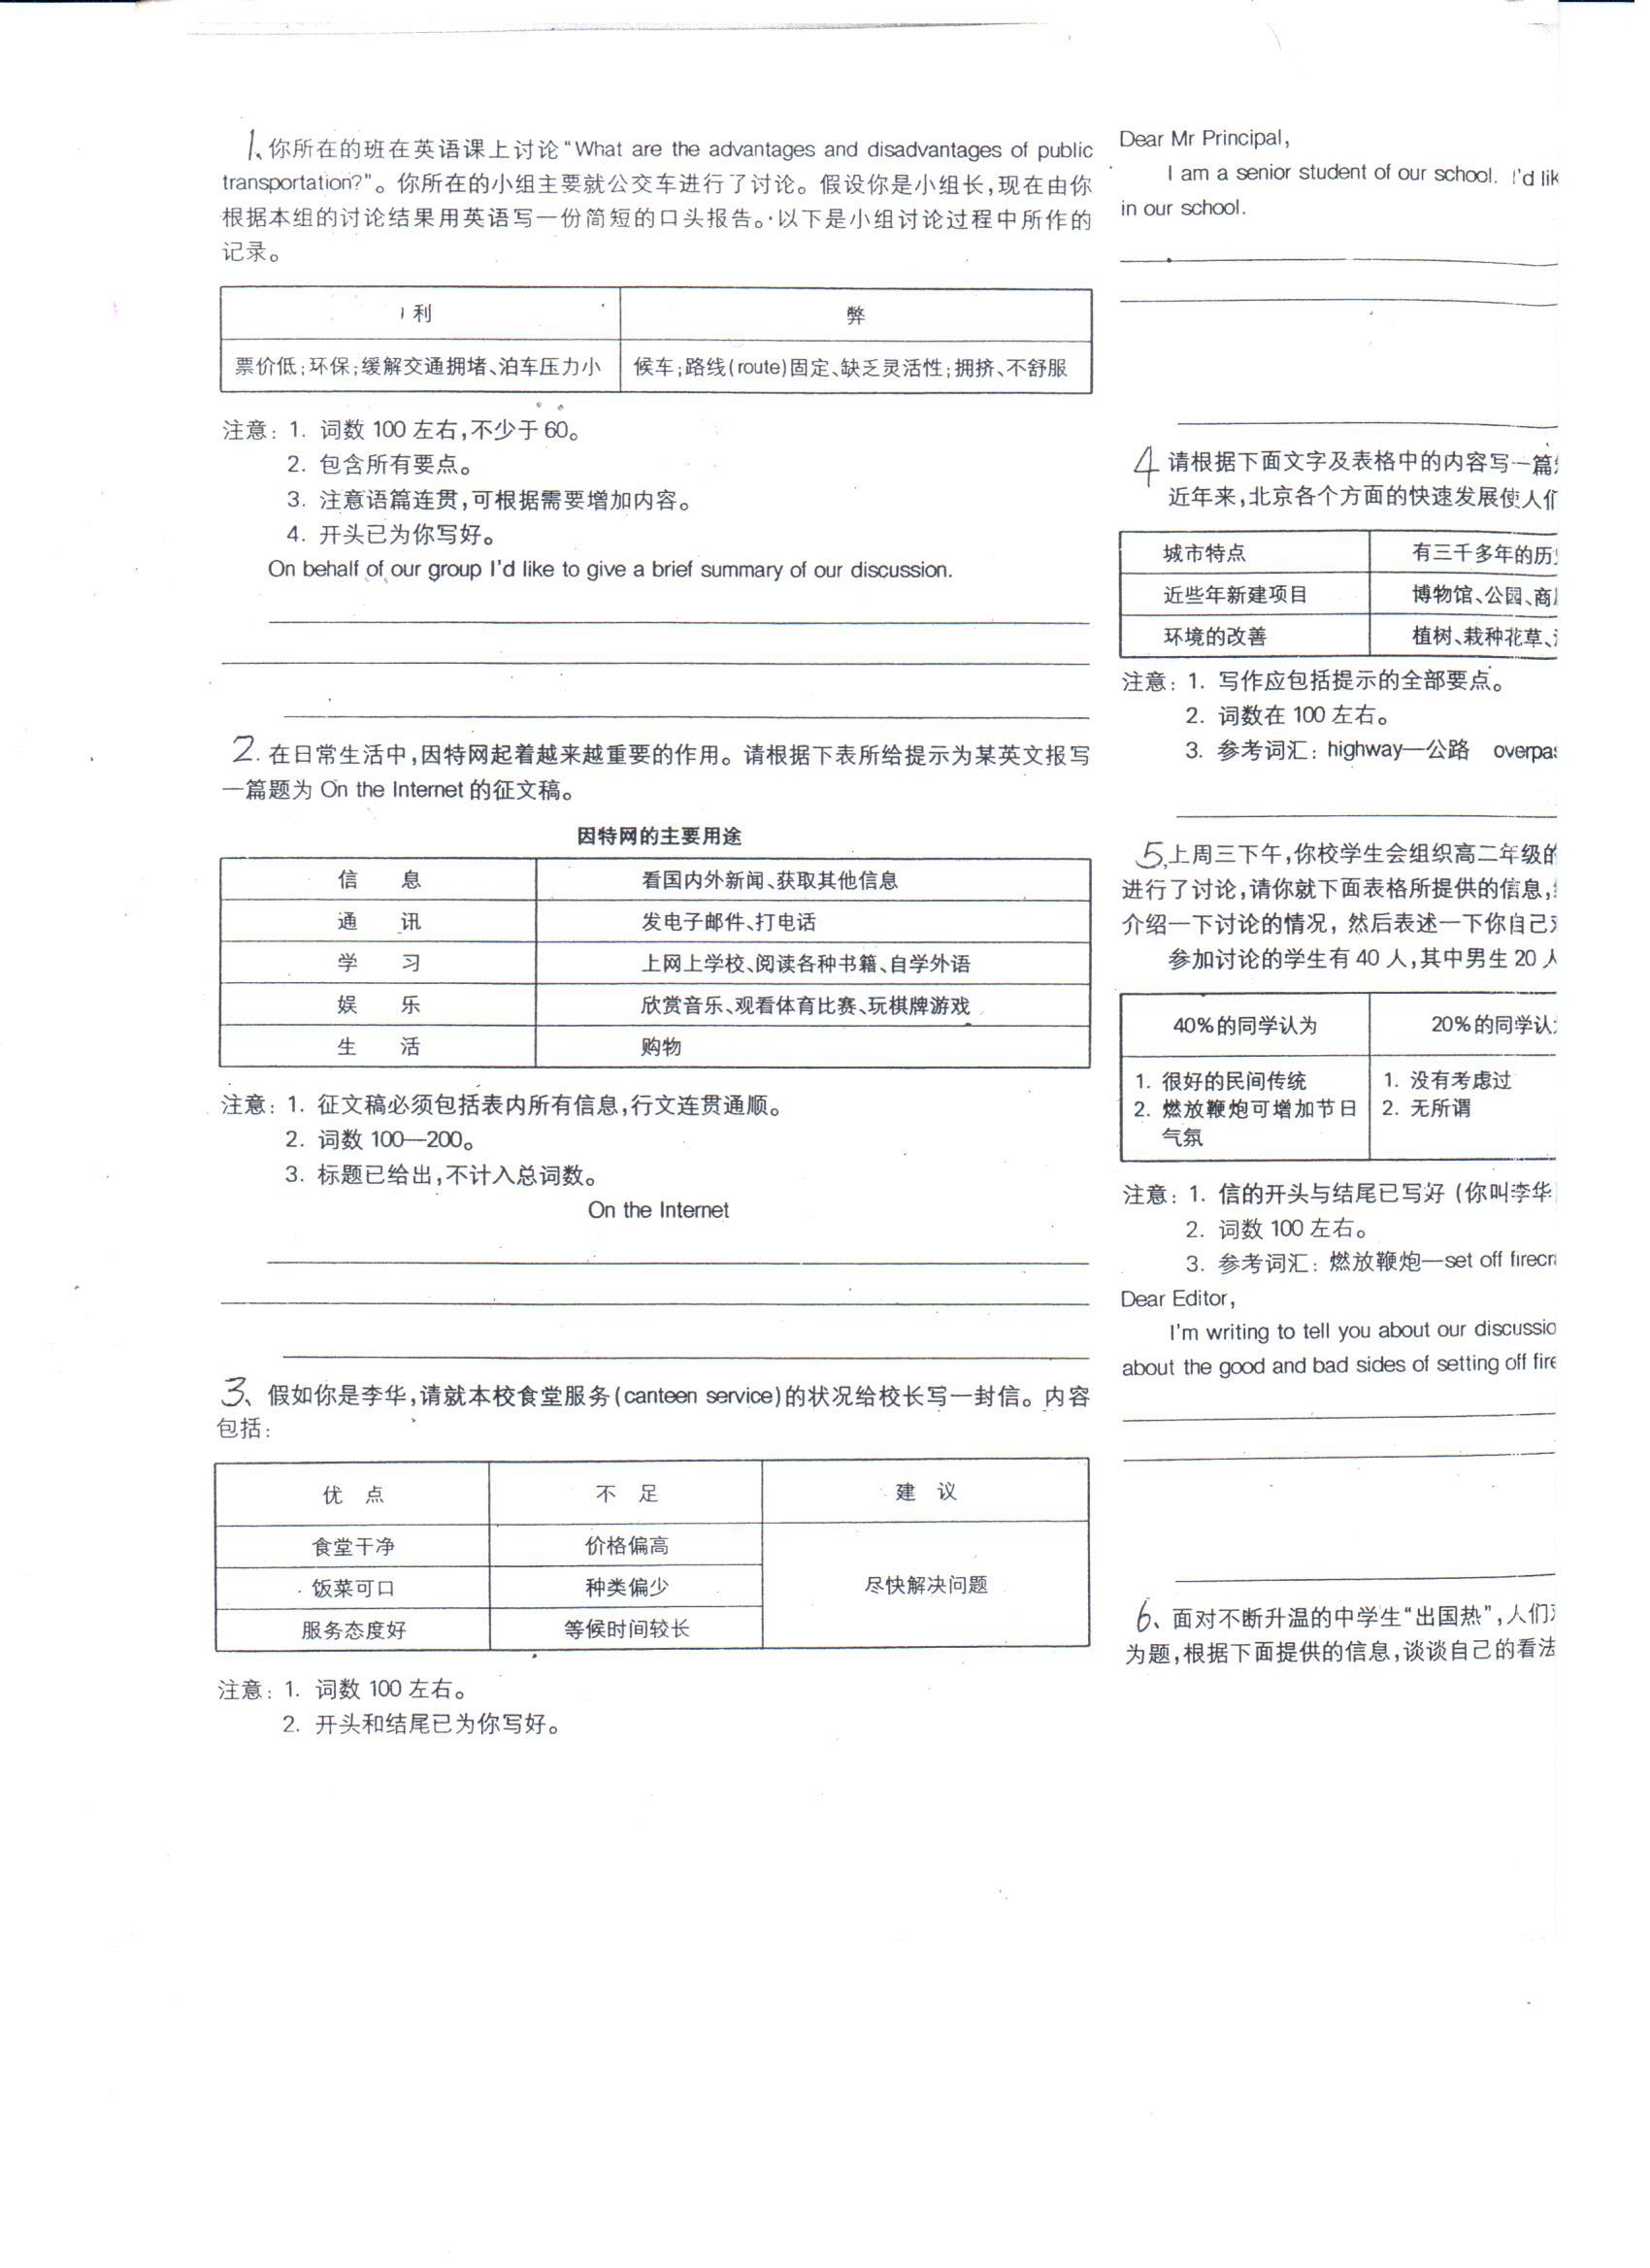 1、你所在的班在英语课上讨论“What are the advantages and disadvantages of public
transportation?”。你所在的小组主要就公交车进行了讨论。假设你是小组长,现在由你
根据本组的讨论结果用英语写一份简短的口头报告。以下是小组讨论过程中所作的
记录。
利 弊
票价低;环保;缓解交通拥堵、泊车压力小 候车;路线(route)固定、缺乏灵活性;拥挤、不舒服
注意: 1. 词数 100 左右,不少于 60。
2. 包含所有要点。
3. 注意语篇连贯,可根据需要增加内容。
4. 开头已为你写好。
On behalf of our group I'd like to give a brief summary of our discussion.
2. 在日常生活中,因特网起着越来越重要的作用。请根据下表所给提示为某英文报写
一篇题为 On the Internet 的征文稿。
因特网的主要用途
信 息 看国内外新闻、获取其他信息
通 讯 发电子邮件、打电话
学 习 上网上学校、阅读各种书籍、自学外语
娱 乐 欣赏音乐、观看体育比赛、玩棋牌游戏
生 活 购物
注意: 1. 征文稿必须包括表内所有信息,行文连贯通顺。
2. 词数 100—200。
3. 标题已给出,不计入总词数。
On the Internet
3、假如你是李华,请就本校食堂服务(canteen service)的状况给校长写一封信。内容
包括:
优 点 不 足 建 议
食堂干净 价格偏高
饭菜可口 种类偏少 尽快解决问题
服务态度好 等候时间较长
注意: 1. 词数 100 左右。
2. 开头和结尾已为你写好。
Dear Mr Principal,
I am a senior student of our school. I'd lik
in our school.
4 请根据下面文字及表格中的内容写一篇
近年来,北京各个方面的快速发展使人们
城市特点 有三千多年的历
近些年新建项目 博物馆、公园、商
环境的改善 植树、栽种花草、
注意: 1. 写作应包括提示的全部要点。
2. 词数在 100 左右。
3. 参考词汇: highway—公路 overpas
5、上周三下午,你校学生会组织高二年级的
进行了讨论,请你就下面表格所提供的信息,
介绍一下讨论的情况, 然后表述一下你自己
参加讨论的学生有 40 人,其中男生 20 人
40%的同学认为 20%的同学认
1. 很好的民间传统 1. 没有考虑过
2. 燃放鞭炮可增加节日 2. 无所谓
气氛
注意: 1. 信的开头与结尾已写好 (你叫李华
2. 词数 100 左右。
3. 参考词汇: 燃放鞭炮—set off firecra
Dear Editor,
I'm writing to tell you about our discussio
about the good and bad sides of setting off fire
6、面对不断升温的中学生“出国热”,人们
为题,根据下面提供的信息,谈谈自己的看法